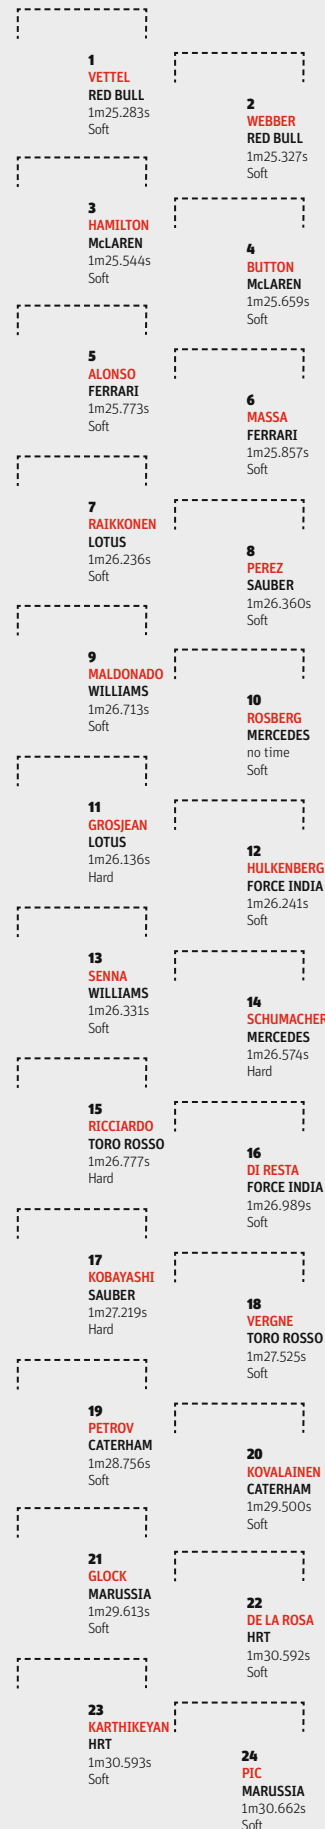 1
VETTEL
RED BULL
1m25.283s
Soft
2
WEBBER
RED BULL
1m25.327s
Soft
3
HAMILTON
McLAREN
1m25.544s
Soft
4
BUTTON
McLAREN
1m25.659s
Soft
5
ALONSO
FERRARI
1m25.773s
Soft
6
MASSA
FERRARI
1m25.857s
Soft
7
RAIKKONEN
LOTUS
1m26.236s
Soft
8
PEREZ
SAUBER
1m26.360s
Soft
9
MALDONADO
WILLIAMS
1m26.713s
Soft
10
ROSBERG
MERCEDES
no time
Soft
11
GROSJEAN
LOTUS
1m26.136s
Hard
12
HULKENBERG
FORCE INDIA
1m26.241s
Soft
13
SENNA
WILLIAMS
1m26.331s
Soft
14
SCHUMACHER
MERCEDES
1m26.574s
Hard
15
RICCIARDO
TORO ROSSO
1m26.777s
Hard
16
DI RESTA
FORCE INDIA
1m26.989s
Soft
17
KOBAYASHI
SAUBER
1m27.219s
Hard
18
VERGNE
TORO ROSSO
1m27.525s
Soft
19
PETROV
CATERHAM
1m28.756s
Soft
20
KOVALAINEN
CATERHAM
1m29.500s
Soft
21
GLOCK
MARUSSIA
1m29.613s
Soft
22
DE LA ROSA
HRT
1m30.592s
Soft
23
KARTHIKEYAN
HRT
1m30.593s
Soft
24
PIC
MARUSSIA
1m30.662s
Soft